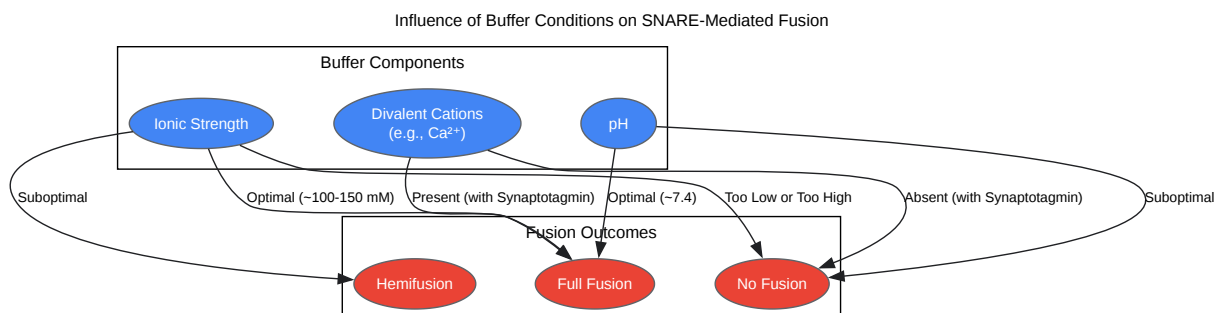 Influence of Buffer Conditions on SNARE-Mediated Fusion
Buffer Components
Ionic Strength
Divalent Cations
(e.g., Ca²⁺)
pH
Suboptimal
Optimal (~100-150 mM)
Present (with Synaptotagmin)
Optimal (~7.4)
Too Low or Too High
Absent (with Synaptotagmin)
Suboptimal
Fusion Outcomes
Hemifusion
Full Fusion
No Fusion